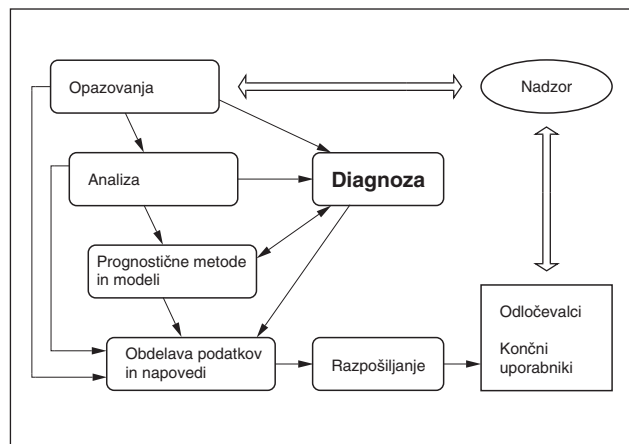 Opazovanja
Nadzor
Analiza
Diagnoza
Prognostične metode
in modeli
Odločevalci
Končni
uporabniki
Obdelava podatkov
in napovedi
Razpošiljanje